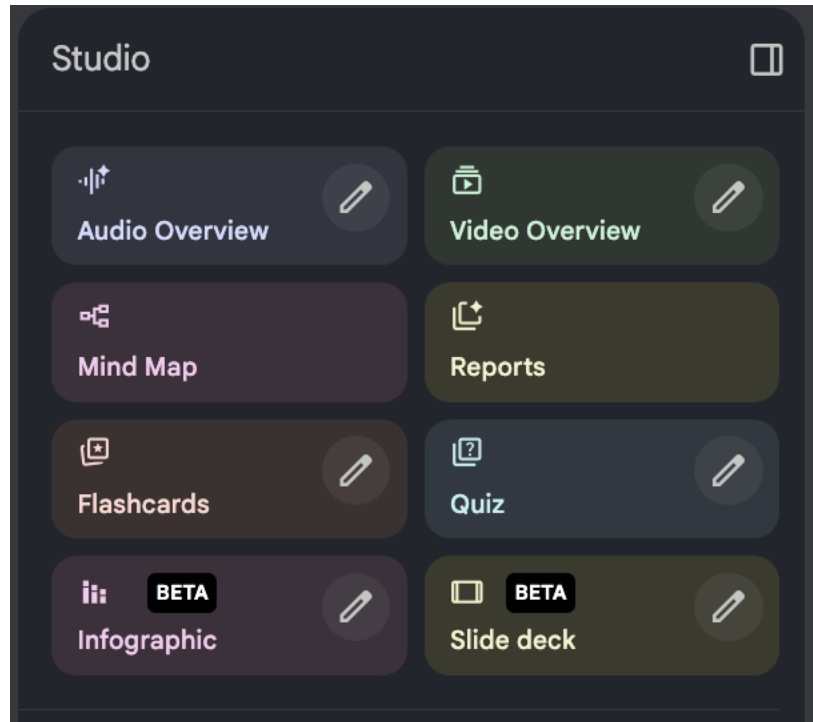 Studio
Audio Overview
Video Overview
Mind Map
Reports
Flashcards
Quiz
BETA
Infographic
BETA
Slide deck